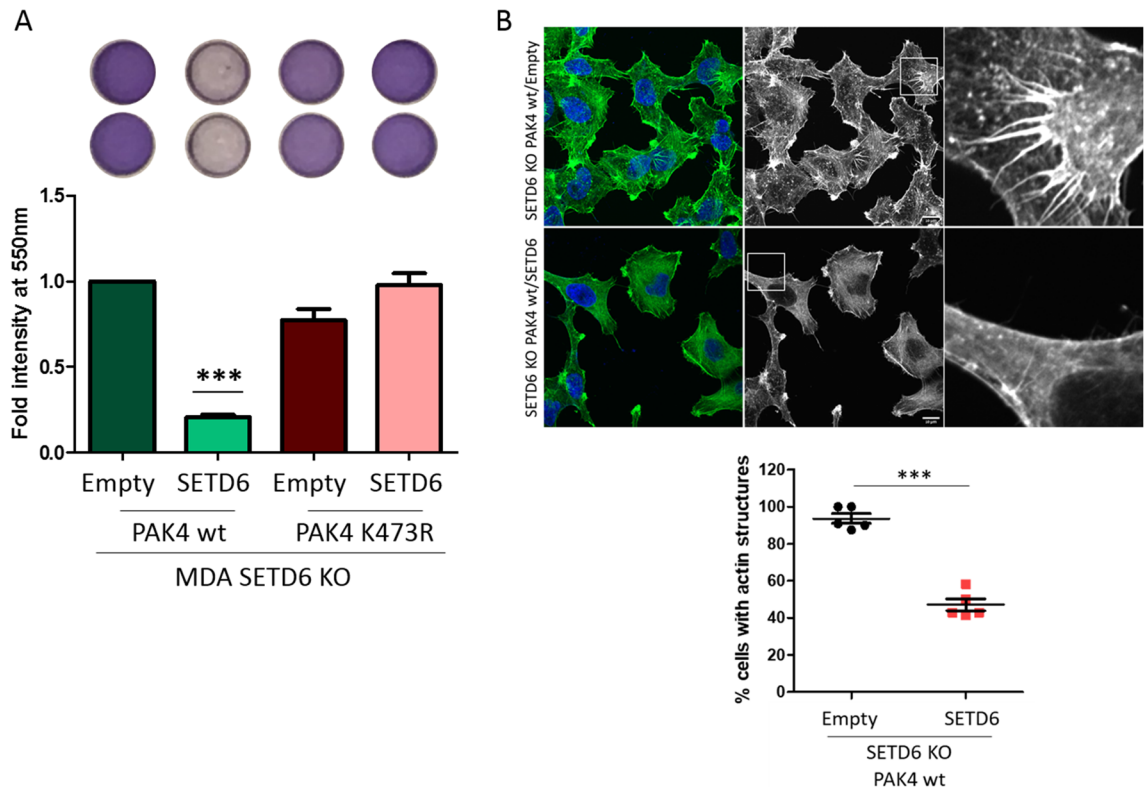 A
B
SETD6 KO PAK4 wt/Empty
SETD6 KO PAK4 wt/SETD6
1.5
1.0
0.5
0.0
Fold intensity at 550nm
***
Empty SETD6 Empty SETD6
PAK4 wt PAK4 K473R
MDA SETD6 KO
120
100
80
60
40
20
0
% cells with actin structures
***
Empty SETD6
SETD6 KO
PAK4 wt